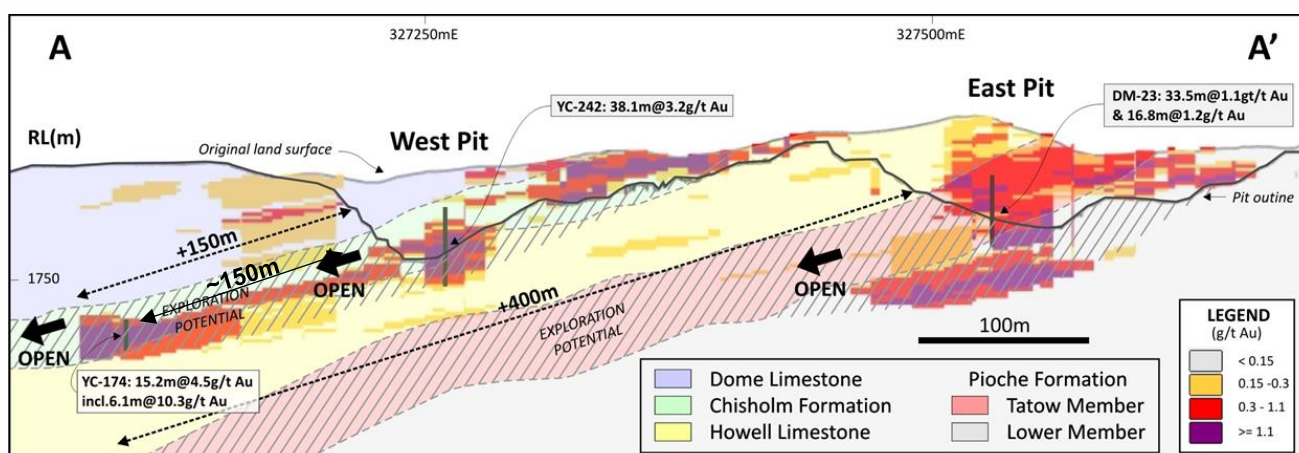 A
327250mE
327500mE
A’
East Pit
DM-23: 33.5m@1.1gt/t Au
& 16.8m@1.2g/t Au
YC-242: 38.1m@3.2g/t Au
West Pit
RL(m)
Original land surface
Pit outine
+150m
~150m
1750
OPEN
OPEN
OPEN
EXPLORATION
POTENTIAL
+400m
EXPLORATION
POTENTIAL
100m
YC-174: 15.2m@4.5g/t Au
incl.6.1m@10.3g/t Au
Dome Limestone
Chisholm Formation
Howell Limestone
Pioche Formation
Tatow Member
Lower Member
LEGEND
(g/t Au)
< 0.15
0.15 -0.3
0.3 - 1.1
>= 1.1